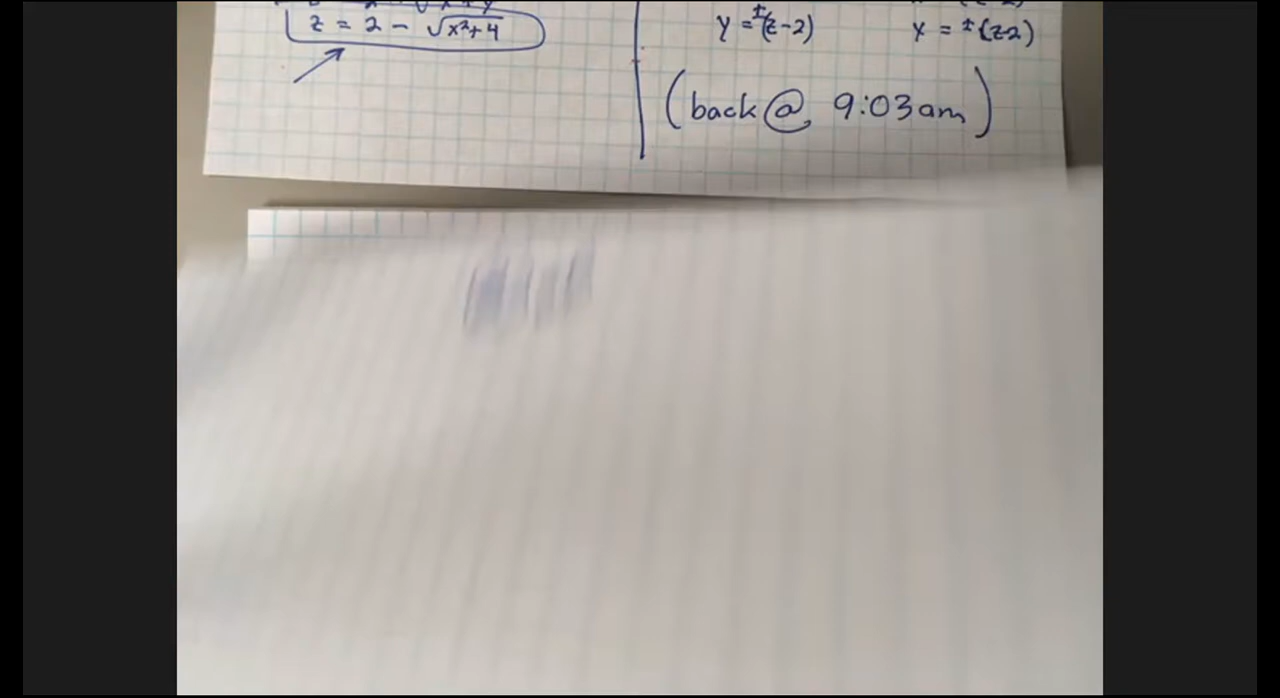 z = 2 - √x²+4
y = ±(z-2)
x = ±(z-2)
(back @ 9:03am)